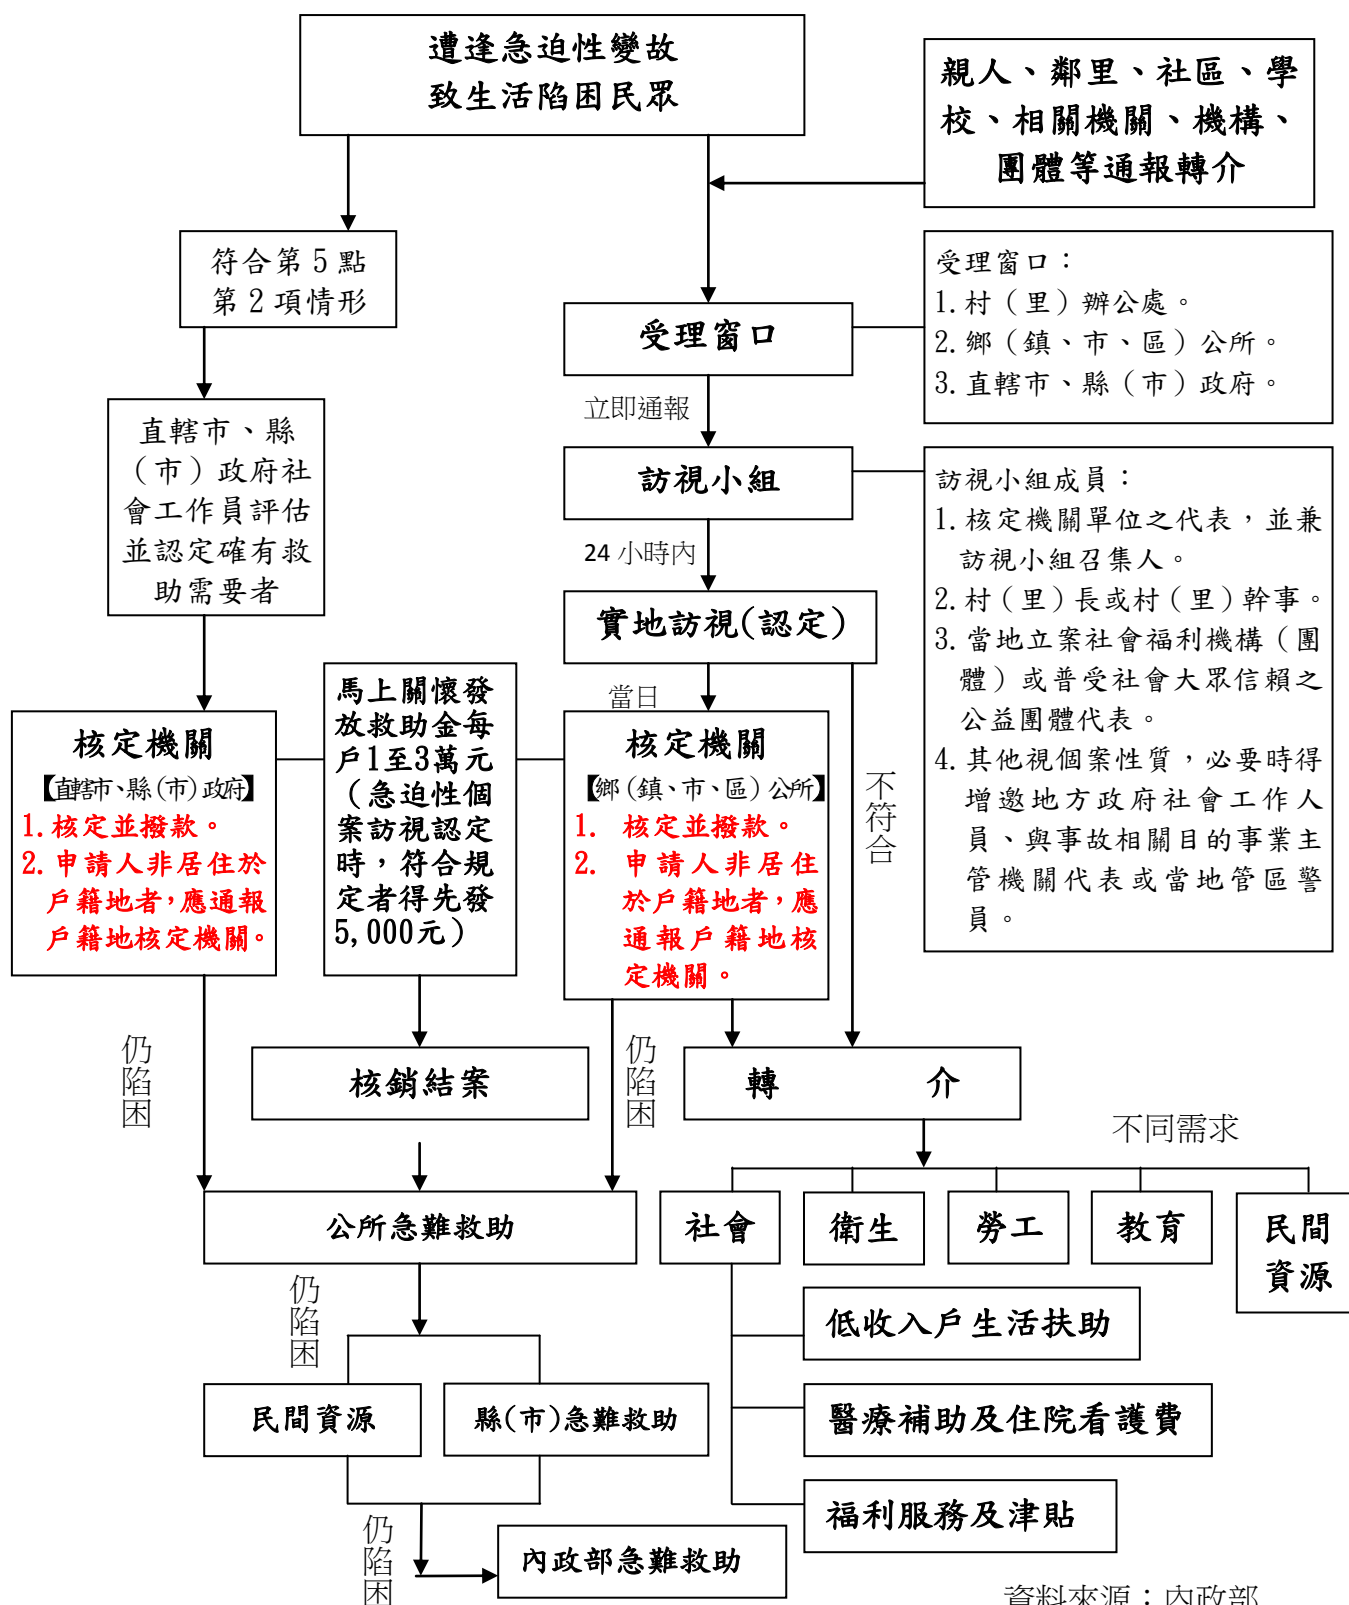 遭逢急迫性變故
致生活陷困民眾
親人、鄰里、社區、學
校、相關機關、機構、
團體等通報轉介
符合第5點
第2項情形
受理窗口
受理窗口：
1.村（里）辦公處。
2.鄉（鎮、市、區）公所。
3.直轄市、縣（市）政府。
立即通報
直轄市、縣
（市）政府社
會工作員評估
並認定確有救
助需要者
訪視小組
訪視小組成員：
1.核定機關單位之代表，並兼
訪視小組召集人。
2.村（里）長或村（里）幹事。
3.當地立案社會福利機構（團
體）或普受社會大眾信賴之
公益團體代表。
4.其他視個案性質，必要時得
增邀地方政府社會工作人
員、與事故相關目的事業主
管機關代表或當地管區警
員。
24小時內
實地訪視(認定)
當日
不符合
核定機關
【直轄市、縣（市）政府】
1.核定並撥款。
2.申請人非居住於
戶籍地者，應通報
戶籍地核定機關。
馬上關懷發
放救助金每
戶1至3萬元
（急迫性個
案訪視認定
時，符合規
定者得先發
5,000元）
核定機關
【鄉（鎮、市、區）公所】
1. 核定並撥款。
2. 申請人非居住
於戶籍地者，應
通報戶籍地核
定機關。
仍陷困
核銷結案
仍陷困
轉 介
不同需求
公所急難救助
社會
衛生
勞工
教育
民間
資源
仍陷困
低收入戶生活扶助
民間資源
縣(市)急難救助
醫療補助及住院看護費
福利服務及津貼
仍陷困
內政部急難救助
資料來源：內政部